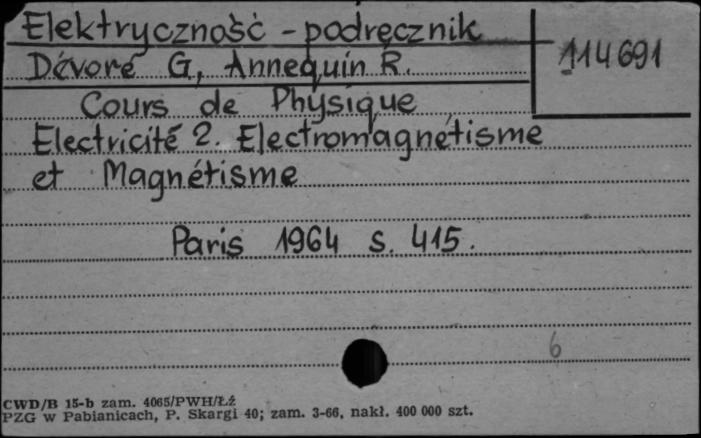 Elektryczność - podręcznik
114691
Dévoré G, Annequin R.
Cours de Physique
Electricité 2. Electromagnétisme
et Magnétisme
Paris 1964 s. 415.
6
CWD/B 15-b zam. 4065/PWH/Łź
PZG w Pabianicach, P. Skargi 40; zam. 3-66, nakł. 400 000 szt.